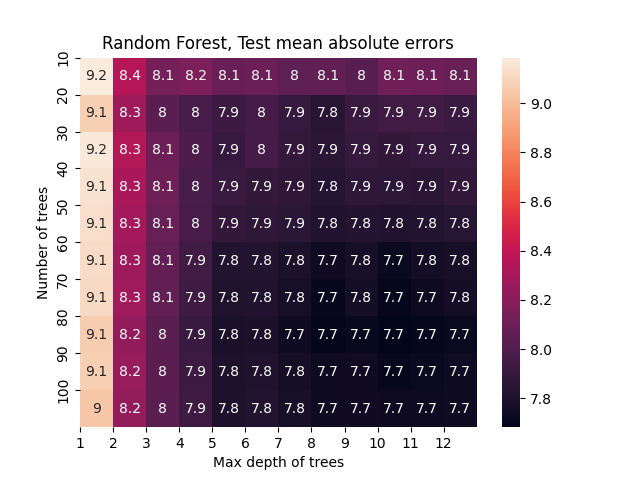 Random Forest, Test mean absolute errors
10
9.2 8.4 8.1 8.2 8.1 8.1 8 8.1 8 8.1 8.1 8.1
20
9.1 8.3 8 8 7.9 8 7.9 7.8 7.9 7.9 7.9 7.9
30
9.2 8.3 8.1 8 7.9 8 7.9 7.9 7.9 7.9 7.9 7.9
40
9.1 8.3 8.1 8 7.9 7.9 7.9 7.8 7.9 7.9 7.9 7.9
50
9.1 8.3 8.1 8 7.9 7.9 7.9 7.8 7.8 7.8 7.8 7.8
60
9.1 8.3 8.1 7.9 7.8 7.8 7.8 7.7 7.8 7.7 7.8 7.8
70
9.1 8.3 8.1 7.9 7.8 7.8 7.8 7.7 7.8 7.7 7.7 7.8
80
9.1 8.2 8 7.9 7.8 7.8 7.7 7.7 7.7 7.7 7.7 7.7
90
9.1 8.2 8 7.9 7.8 7.8 7.8 7.7 7.7 7.7 7.7 7.7
100
9 8.2 8 7.9 7.8 7.8 7.8 7.7 7.7 7.7 7.7 7.7
Number of trees
1 2 3 4 5 6 7 8 9 10 11 12
Max depth of trees
9.0
8.8
8.6
8.4
8.2
8.0
7.8